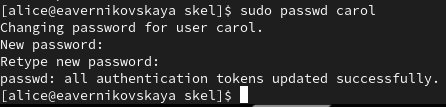 [alice@eavernikovskaya skel]$ sudo passwd carol
Changing password for user carol.
New password:
Retype new password:
passwd: all authentication tokens updated successfully.
[alice@eavernikovskaya skel]$